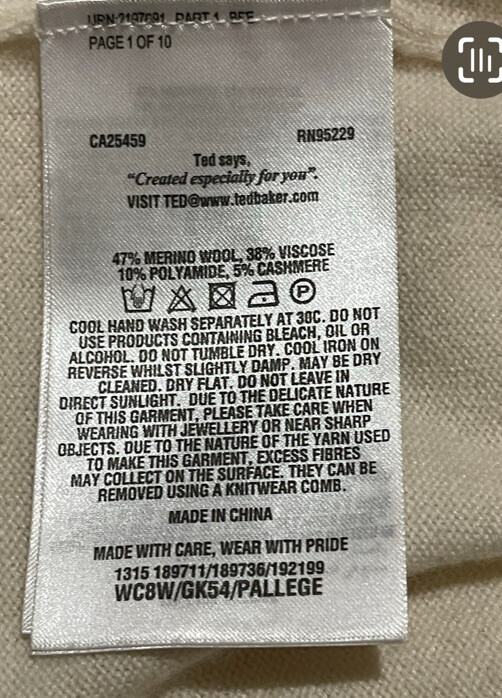 URN-2197691 PART 1 BFF
PAGE 1 OF 10
CA25459 RN95229
Ted says,
“Created especially for you”.
VISIT TED@www.tedbaker.com
47% MERINO WOOL, 38% VISCOSE
10% POLYAMIDE, 5% CASHMERE
P
COOL HAND WASH SEPARATELY AT 30C. DO NOT
USE PRODUCTS CONTAINING BLEACH, OIL OR
ALCOHOL. DO NOT TUMBLE DRY. COOL IRON ON
REVERSE WHILST SLIGHTLY DAMP. MAY BE DRY
CLEANED. DRY FLAT. DO NOT LEAVE IN
DIRECT SUNLIGHT. DUE TO THE DELICATE NATURE
OF THIS GARMENT, PLEASE TAKE CARE WHEN
WEARING WITH JEWELLERY OR NEAR SHARP
OBJECTS. DUE TO THE NATURE OF THE YARN USED
TO MAKE THIS GARMENT, EXCESS FIBRES
MAY COLLECT ON THE SURFACE. THEY CAN BE
REMOVED USING A KNITWEAR COMB.
MADE IN CHINA
MADE WITH CARE, WEAR WITH PRIDE
1315 189711/189736/192199
WC8W/GK54/PALLEGE